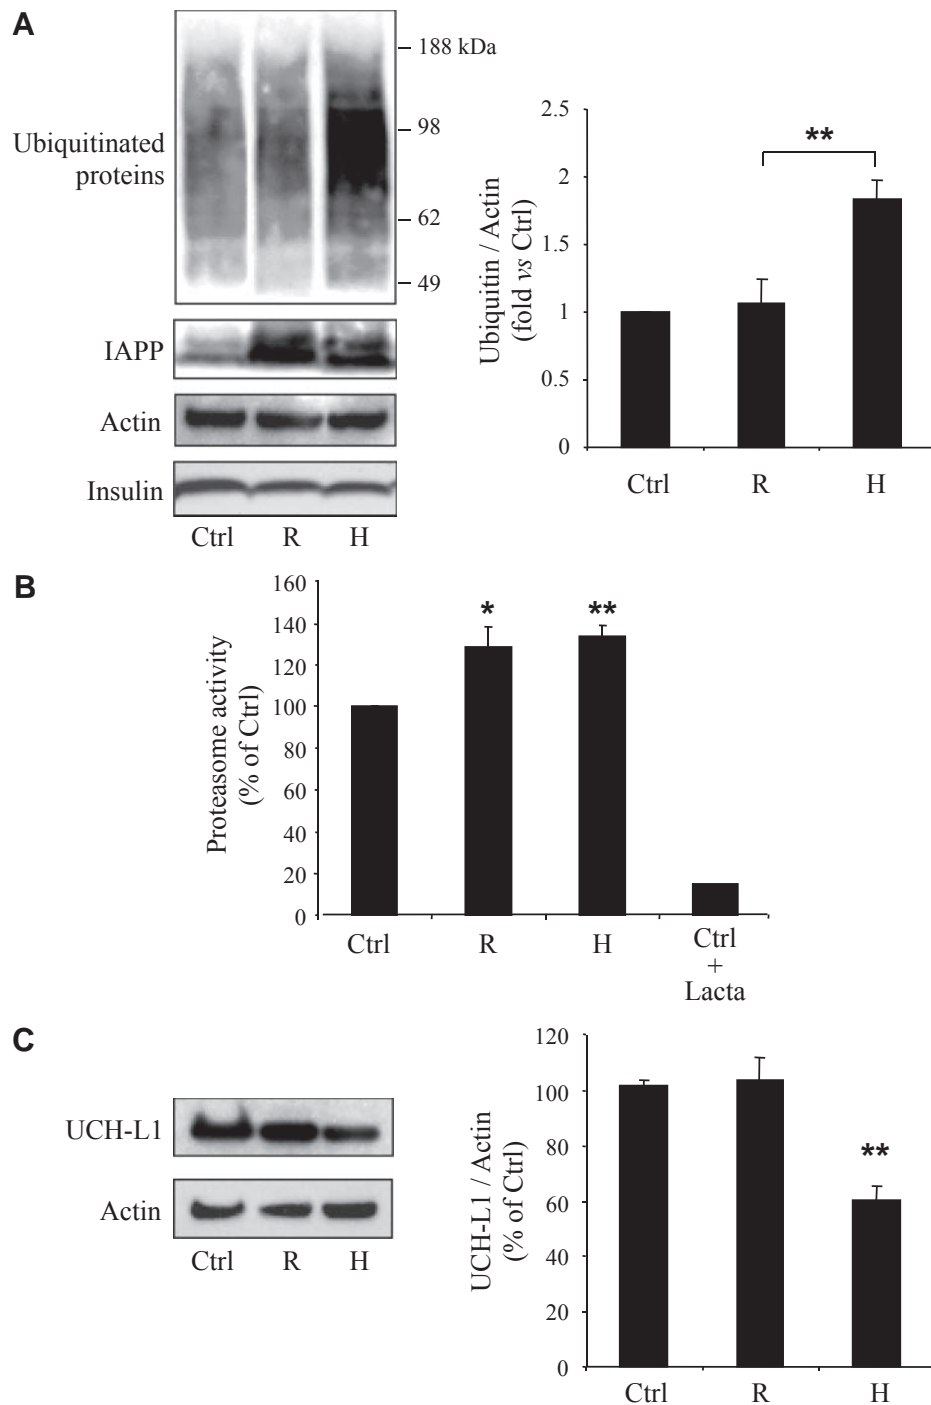 A
188 kDa
98
62
49
Ubiquitinated
proteins
IAPP
Actin
Insulin
Ctrl R H
Ubiquitin / Actin
(fold vs Ctrl)
2.5
2
1.5
1
0.5
0
**
Ctrl R H
B
Proteasome activity
(% of Ctrl)
160
140
120
100
80
60
40
20
0
* **
Ctrl R H Ctrl
+
Lacta
C
UCH-L1
Actin
Ctrl R H
UCH-L1 / Actin
(% of Ctrl)
120
100
80
60
40
20
0
**
Ctrl R H